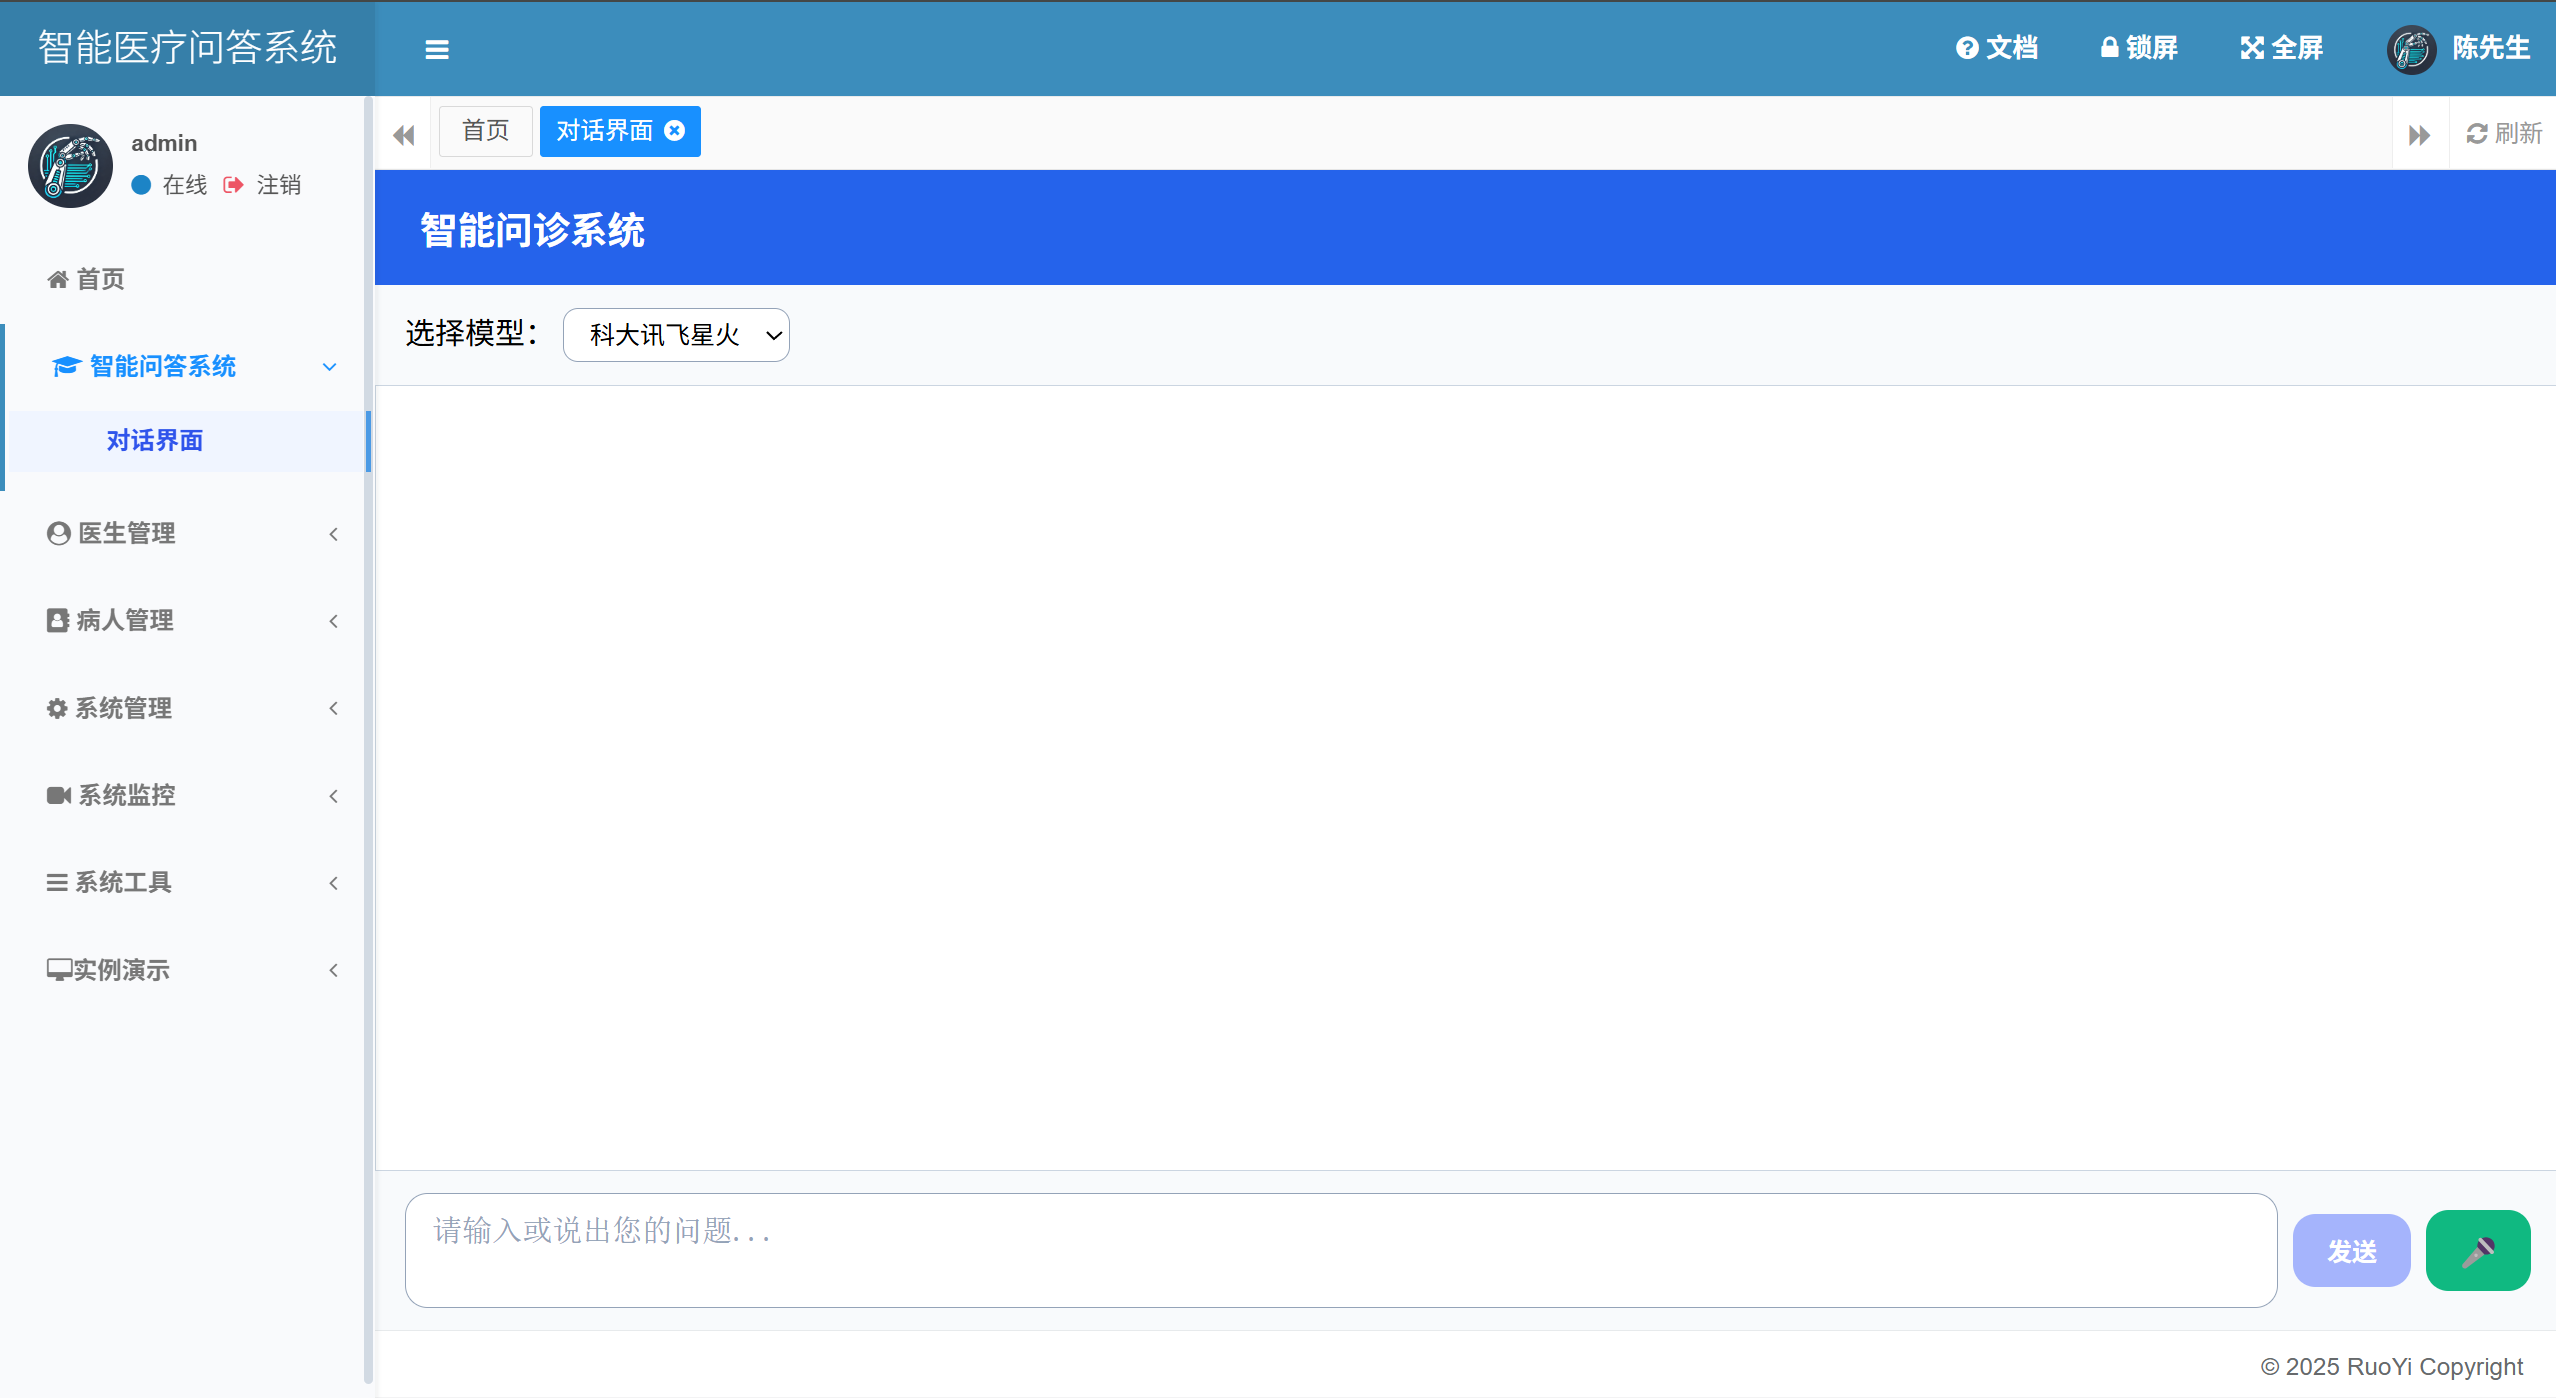 智能医疗问答系统
文档 锁屏 全屏 陈先生
admin
在线 注销
首页 对话界面 刷新
首页
智能问答系统
对话界面
医生管理
病人管理
系统管理
系统监控
系统工具
实例演示
智能问诊系统
选择模型： 科大讯飞星火
请输入或说出您的问题...
发送
© 2025 RuoYi Copyright